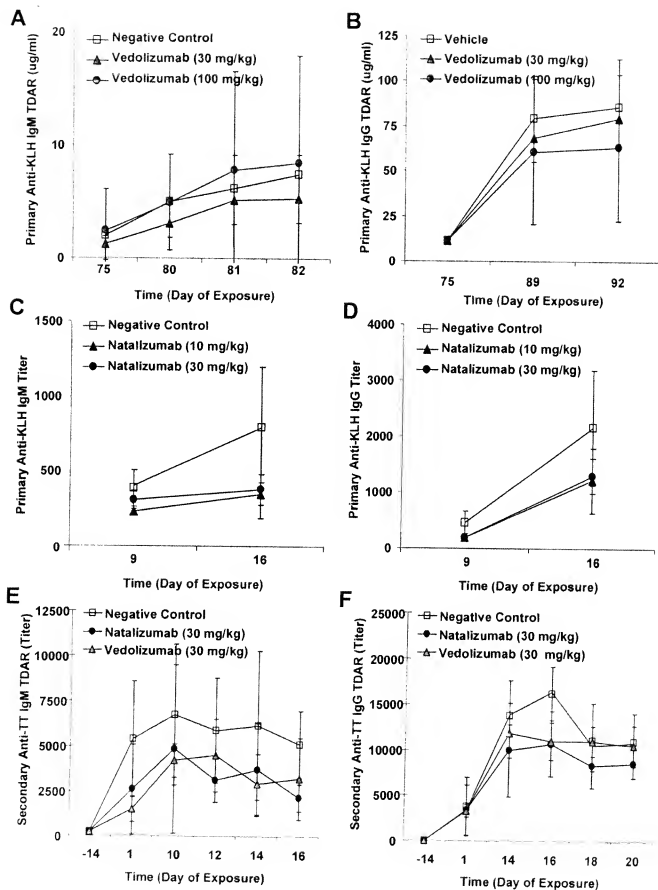 A
Primary Anti-KLH IgM TDAR (ug/ml)
20
10
0
Negative Control
Vedolizumab (30 mg/kg)
Vedolizumab (100 mg/kg)
75 80 81 82
Time (Day of Exposure)
B
Primary Anti-KLH IgG TDAR (ug/ml)
125
100
75
50
25
0
Vehicle
Vedolizumab (30 mg/kg)
Vedolizumab (100 mg/kg)
75 89 92
Time (Day of Exposure)
C
Primary Anti-KLH IgM Titer
1500
1000
500
0
Negative Control
Natalizumab (10 mg/kg)
Natalizumab (30 mg/kg)
9 16
Time (Day of Exposure)
D
Primary Anti-KLH IgG Titer
4000
3000
2000
1000
0
Negative Control
Natalizumab (10 mg/kg)
Natalizumab (30 mg/kg)
9 16
Time (Day of Exposure)
E
Secondary Anti-TT IgM TDAR (Titer)
12500
10000
7500
5000
2500
0
Negative Control
Natalizumab (30 mg/kg)
Vedolizumab (30 mg/kg)
-14 1 10 12 14 16
Time (Day of Exposure)
F
Secondary Anti-TT IgG TDAR (Titer)
25000
20000
15000
10000
5000
0
Negative Control
Natalizumab (30 mg/kg)
Vedolizumab (30 mg/kg)
-14 1 14 16 18 20
Time (Day of Exposure)